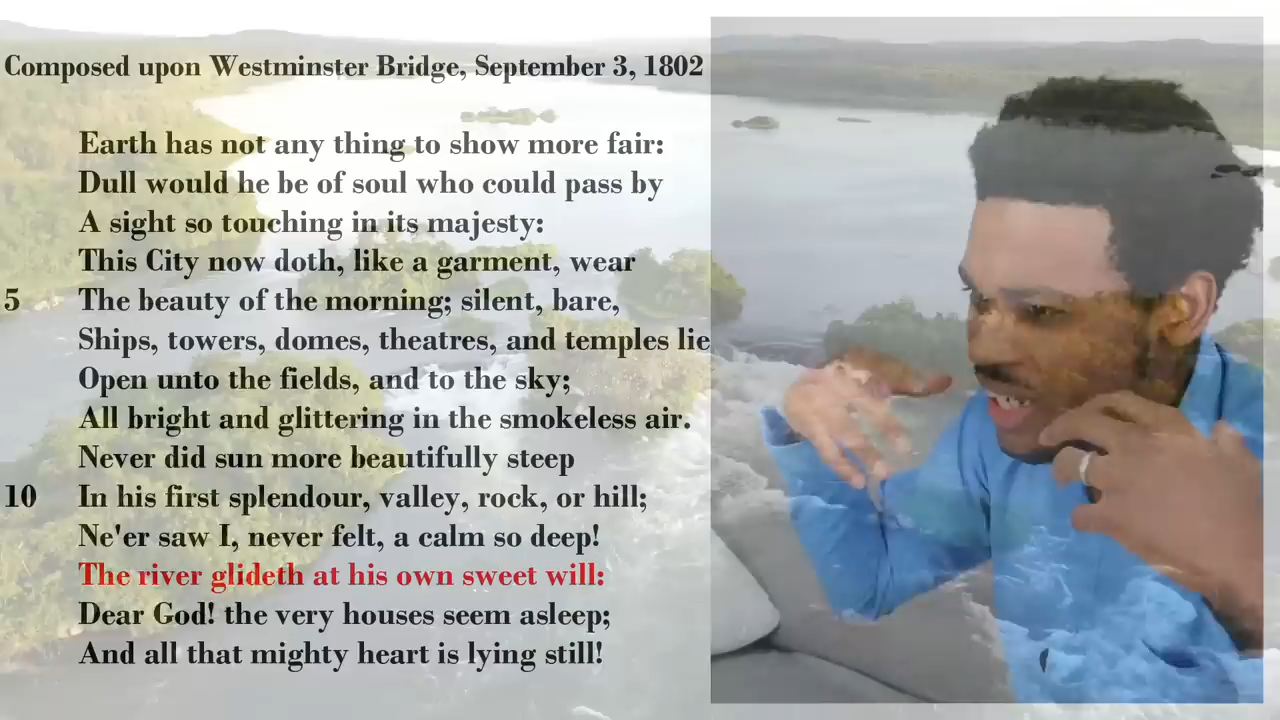 Composed upon Westminster Bridge, September 3, 1802
Earth has not any thing to show more fair:
Dull would he be of soul who could pass by
A sight so touching in its majesty:
This City now doth, like a garment, wear
5 The beauty of the morning; silent, bare,
Ships, towers, domes, theatres, and temples lie
Open unto the fields, and to the sky;
All bright and glittering in the smokeless air.
Never did sun more beautifully steep
10 In his first splendour, valley, rock, or hill;
Ne'er saw I, never felt, a calm so deep!
The river glideth at his own sweet will:
Dear God! the very houses seem asleep;
And all that mighty heart is lying still!